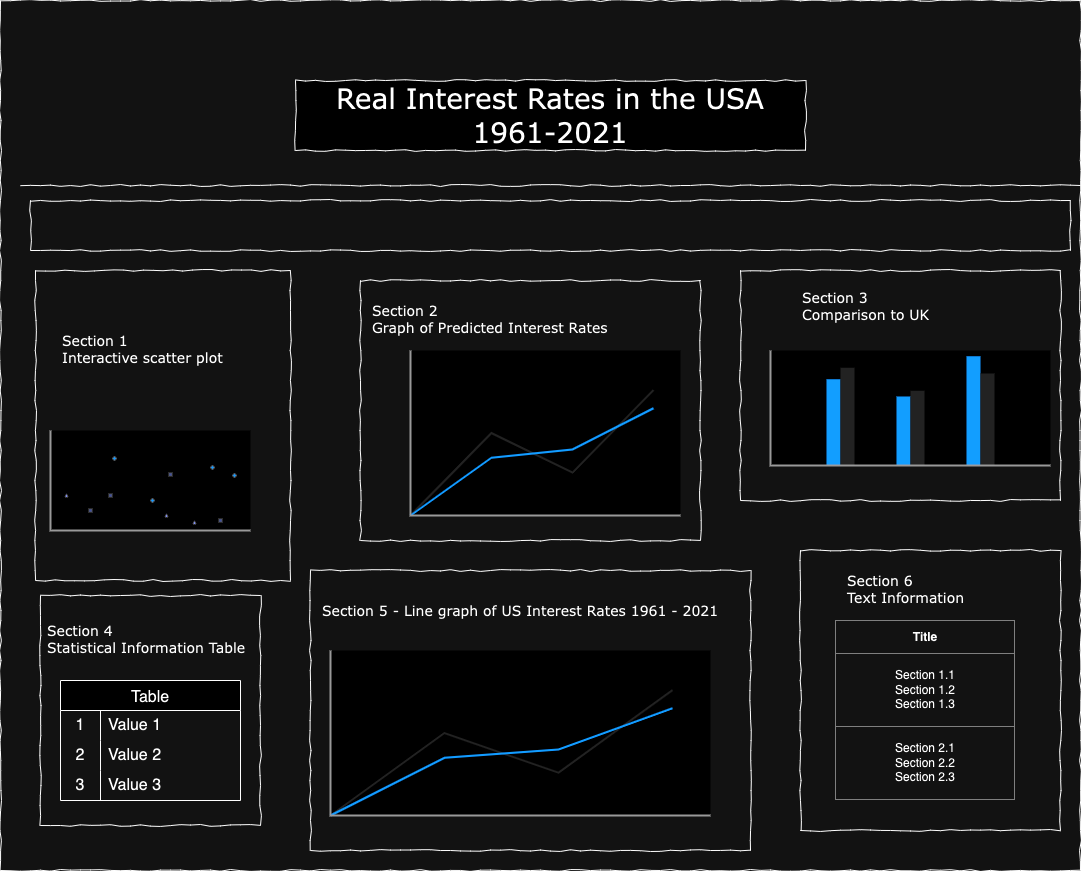 Real Interest Rates in the USA
1961-2021
Section 1
Interactive scatter plot
Section 2
Graph of Predicted Interest Rates
Section 3
Comparison to UK
Section 4
Statistical Information Table
Table
1 Value 1
2 Value 2
3 Value 3
Section 5 - Line graph of US Interest Rates 1961 - 2021
Section 6
Text Information
Title
Section 1.1
Section 1.2
Section 1.3
Section 2.1
Section 2.2
Section 2.3